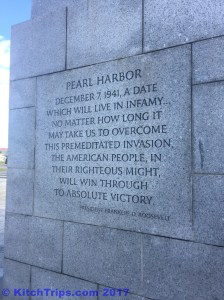 PEARL HARBOR
DECEMBER 7, 1941, A DATE
WHICH WILL LIVE IN INFAMY...
NO MATTER HOW LONG IT
MAY TAKE US TO OVERCOME
THIS PREMEDITATED INVASION,
THE AMERICAN PEOPLE, IN
THEIR RIGHTEOUS MIGHT,
WILL WIN THROUGH
TO ABSOLUTE VICTORY
PRESIDENT FRANKLIN D. ROOSEVELT
© KitchTrips.com 2017